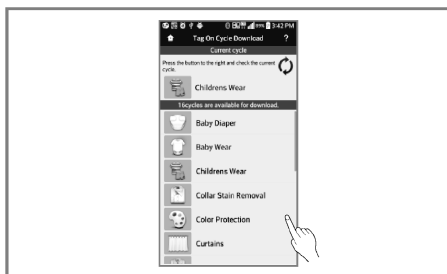 3:42 PM
Tag On Cycle Download
?
Current cycle
Press the button to the right and check the current
cycle.
Childrens Wear
16cycles are available for download.
Baby Diaper
Baby Wear
Childrens Wear
Collar Stain Removal
Color Protection
Curtains